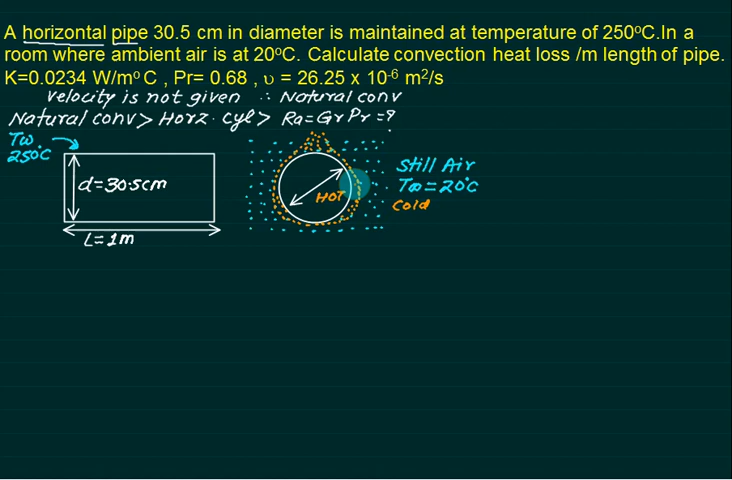 A horizontal pipe 30.5 cm in diameter is maintained at temperature of 250⁰C.In a
room where ambient air is at 20⁰C. Calculate convection heat loss /m length of pipe.
K=0.0234 W/m⁰ C , Pr= 0.68 , υ = 26.25 x 10⁻⁶ m²/s
Velocity is not given ∴ Natural conv
Natural conv > Horz. cyl > Ra=Gr Pr =?
Tw.
250°C
d=30.5cm
L=1m
HOT
Still Air
T∞=20°C
Cold